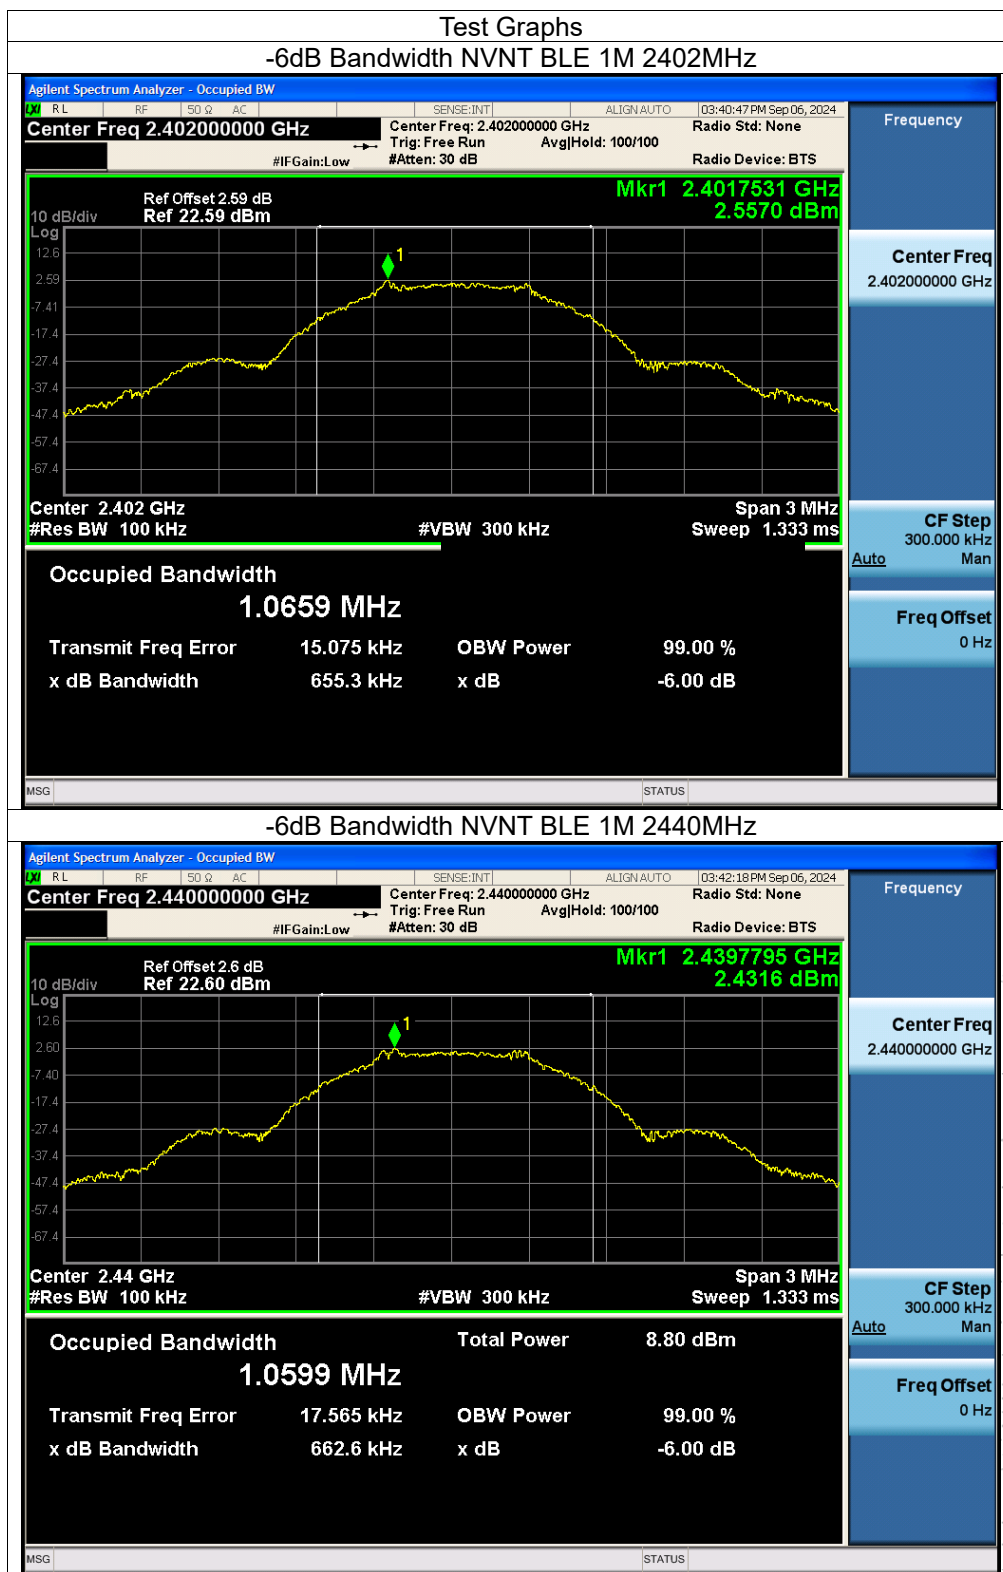 Test Graphs
-6dB Bandwidth NVNT BLE 1M 2402MHz
Agilent Spectrum Analyzer - Occupied BW
LXI RL RF 50 Ω AC SENSE:INT ALIGN AUTO 03:40:47 PM Sep 06, 2024
Center Freq 2.402000000 GHz Center Freq: 2.402000000 GHz Radio Std: None
Trig: Free Run Avg|Hold: 100/100
#IFGain:Low #Atten: 30 dB Radio Device: BTS
Frequency
Mkr1 2.4017531 GHz
2.5570 dBm
Ref Offset 2.59 dB
10 dB/div Ref 22.59 dBm
Log
12.6
2.59
-7.41
-17.4
-27.4
-37.4
-47.4
-57.4
-67.4
1
Center 2.402 GHz Span 3 MHz
#Res BW 100 kHz #VBW 300 kHz Sweep 1.333 ms
Occupied Bandwidth
1.0659 MHz
Transmit Freq Error 15.075 kHz OBW Power 99.00 %
x dB Bandwidth 655.3 kHz x dB -6.00 dB
Center Freq
2.402000000 GHz
CF Step
300.000 kHz
Auto Man
Freq Offset
0 Hz
MSG STATUS
-6dB Bandwidth NVNT BLE 1M 2440MHz
Agilent Spectrum Analyzer - Occupied BW
LXI RL RF 50 Ω AC SENSE:INT ALIGN AUTO 03:42:18 PM Sep 06, 2024
Center Freq 2.440000000 GHz Center Freq: 2.440000000 GHz Radio Std: None
Trig: Free Run Avg|Hold: 100/100
#IFGain:Low #Atten: 30 dB Radio Device: BTS
Frequency
Mkr1 2.4397795 GHz
2.4316 dBm
Ref Offset 2.6 dB
10 dB/div Ref 22.60 dBm
Log
12.6
2.60
-7.40
-17.4
-27.4
-37.4
-47.4
-57.4
-67.4
1
Center 2.44 GHz Span 3 MHz
#Res BW 100 kHz #VBW 300 kHz Sweep 1.333 ms
Occupied Bandwidth Total Power 8.80 dBm
1.0599 MHz
Transmit Freq Error 17.565 kHz OBW Power 99.00 %
x dB Bandwidth 662.6 kHz x dB -6.00 dB
Center Freq
2.440000000 GHz
CF Step
300.000 kHz
Auto Man
Freq Offset
0 Hz
MSG STATUS